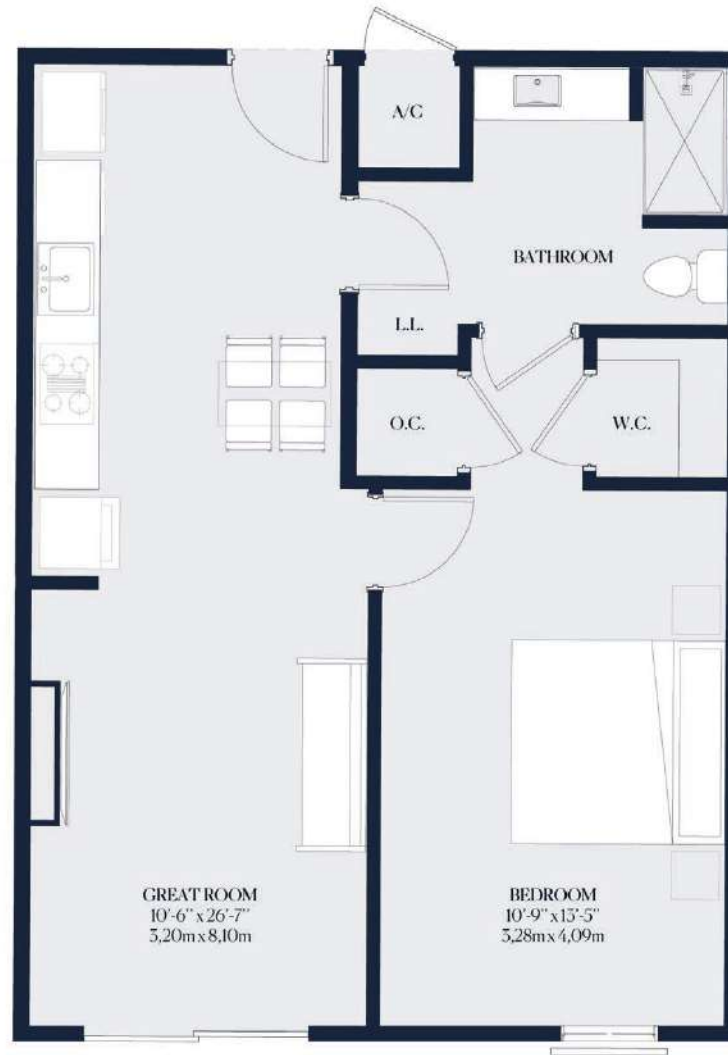 A/C
BATHROOM
L.L.
O.C.
W.C.
GREAT ROOM
10'-6'' x 26'-7''
3,20m x 8,10m
BEDROOM
10'-9'' x 13'-5''
3,28m x 4,09m